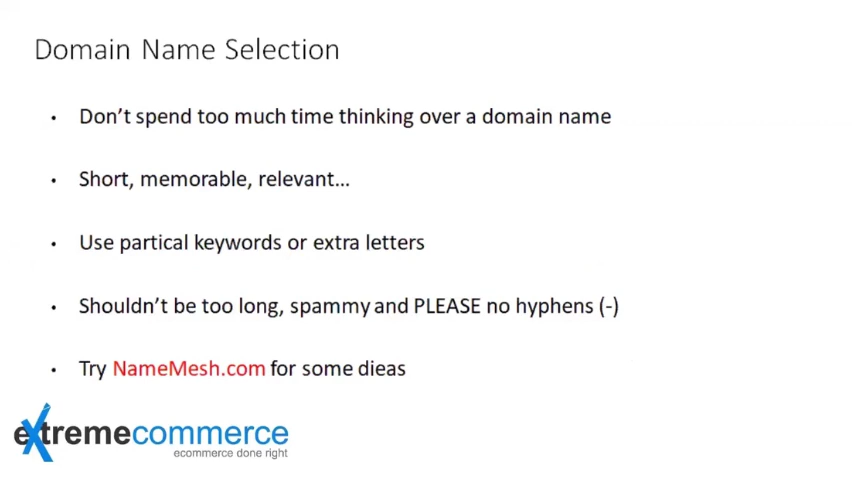 Domain Name Selection
• Don't spend too much time thinking over a domain name
• Short, memorable, relevant...
• Use partical keywords or extra letters
• Shouldn't be too long, spammy and PLEASE no hyphens (-)
• Try NameMesh.com for some dieas
extremecommerce
ecommerce done right